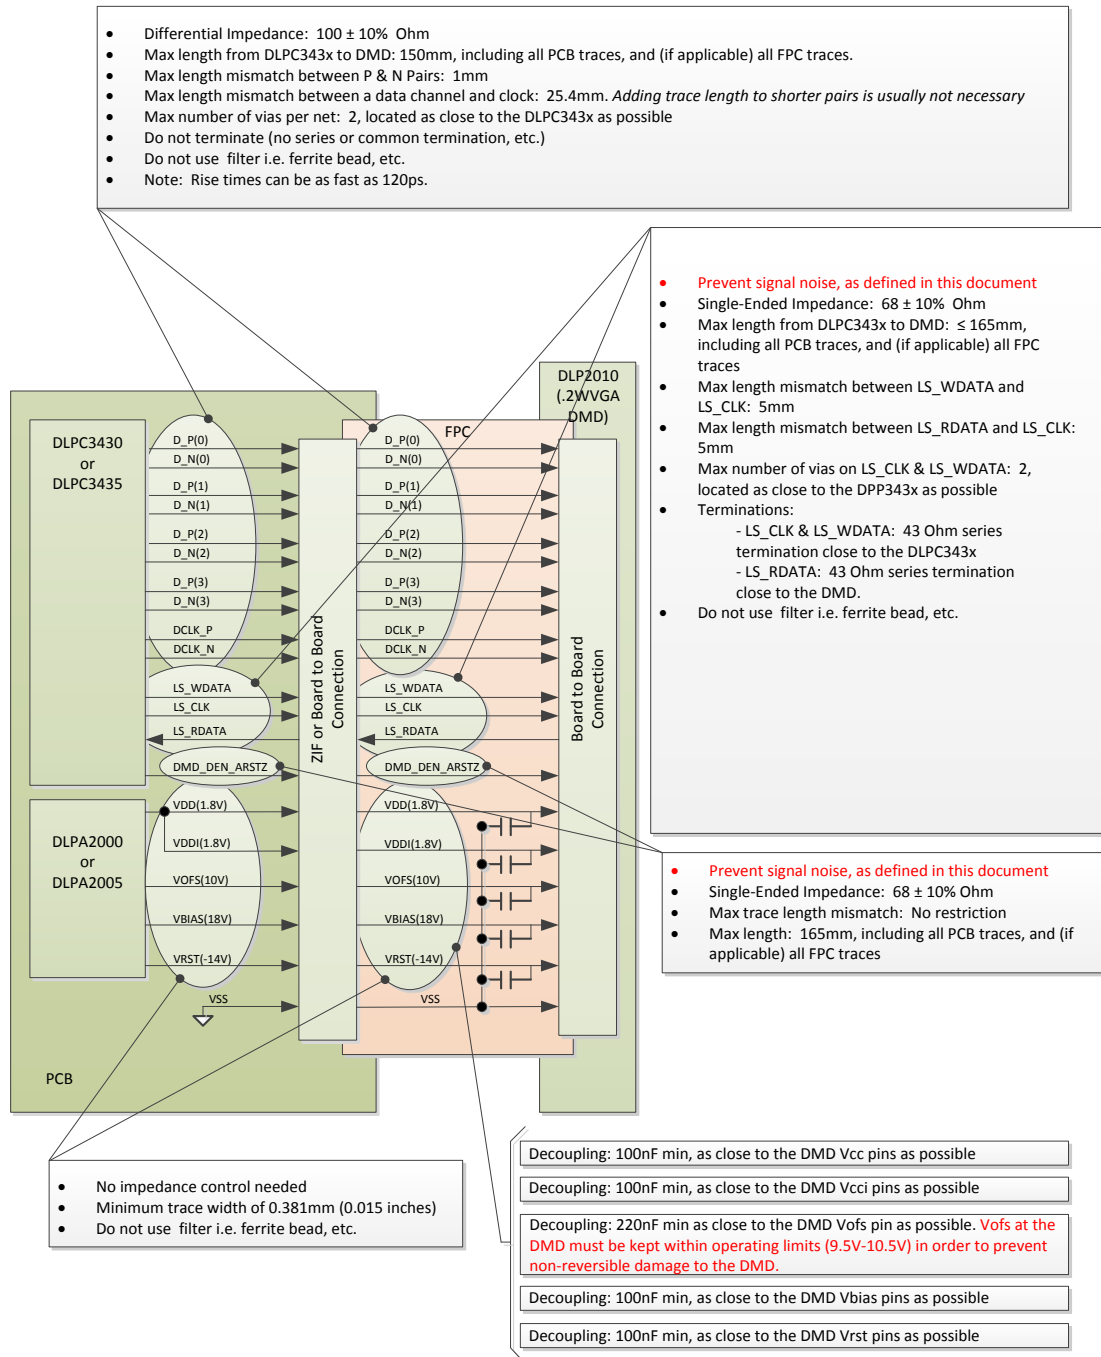 • Differential Impedance: 100 ± 10% Ohm
• Max length from DLPC343x to DMD: 150mm, including all PCB traces, and (if applicable) all FPC traces.
• Max length mismatch between P & N Pairs: 1mm
• Max length mismatch between a data channel and clock: 25.4mm. Adding trace length to shorter pairs is usually not necessary
• Max number of vias per net: 2, located as close to the DLPC343x as possible
• Do not terminate (no series or common termination, etc.)
• Do not use filter i.e. ferrite bead, etc.
• Note: Rise times can be as fast as 120ps.
• Prevent signal noise, as defined in this document
• Single-Ended Impedance: 68 ± 10% Ohm
• Max length from DLPC343x to DMD: ≤ 165mm,
including all PCB traces, and (if applicable) all FPC
traces
• Max length mismatch between LS_WDATA and
LS_CLK: 5mm
• Max length mismatch between LS_RDATA and LS_CLK:
5mm
• Max number of vias on LS_CLK & LS_WDATA: 2,
located as close to the DPP343x as possible
• Terminations:
- LS_CLK & LS_WDATA: 43 Ohm series
termination close to the DLPC343x
- LS_RDATA: 43 Ohm series termination
close to the DMD.
• Do not use filter i.e. ferrite bead, etc.
DLP2010
(.2WVGA
DMD)
FPC
DLPC3430
or
DLPC3435
D_P(0)
D_N(0)
D_P(1)
D_N(1)
D_P(2)
D_N(2)
D_P(3)
D_N(3)
DCLK_P
DCLK_N
LS_WDATA
LS_CLK
LS_RDATA
DMD_DEN_ARSTZ
ZIF or Board to Board
Connection
D_P(0)
D_N(0)
D_P(1)
D_N(1)
D_P(2)
D_N(2)
D_P(3)
D_N(3)
DCLK_P
DCLK_N
LS_WDATA
LS_CLK
LS_RDATA
DMD_DEN_ARSTZ
Board to Board
Connection
DLPA2000
or
DLPA2005
VDD(1.8V)
VDDI(1.8V)
VOFS(10V)
VBIAS(18V)
VRST(-14V)
VSS
VDD(1.8V)
VDDI(1.8V)
VOFS(10V)
VBIAS(18V)
VRST(-14V)
VSS
PCB
• Prevent signal noise, as defined in this document
• Single-Ended Impedance: 68 ± 10% Ohm
• Max trace length mismatch: No restriction
• Max length: 165mm, including all PCB traces, and (if
applicable) all FPC traces
• No impedance control needed
• Minimum trace width of 0.381mm (0.015 inches)
• Do not use filter i.e. ferrite bead, etc.
Decoupling: 100nF min, as close to the DMD Vcc pins as possible
Decoupling: 100nF min, as close to the DMD Vcci pins as possible
Decoupling: 220nF min as close to the DMD Vofs pin as possible. Vofs at the
DMD must be kept within operating limits (9.5V-10.5V) in order to prevent
non-reversible damage to the DMD.
Decoupling: 100nF min, as close to the DMD Vbias pins as possible
Decoupling: 100nF min, as close to the DMD Vrst pins as possible